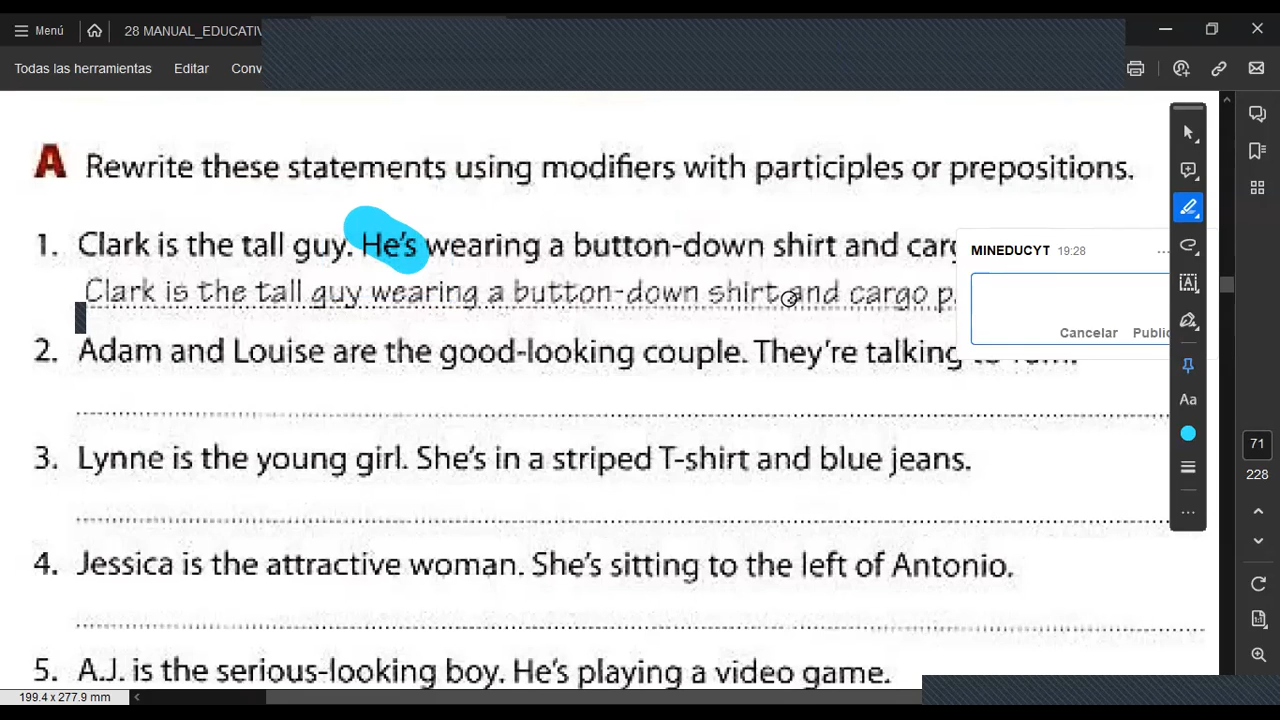 Menú
28 MANUAL_EDUCATIV
Todas las herramientas
Editar
Conv
A Rewrite these statements using modifiers with participles or prepositions.
1. Clark is the tall guy. He's wearing a button-down shirt and carg
Clark is the tall guy wearing a button-down shirt and cargo p
2. Adam and Louise are the good-looking couple. They're talking to
3. Lynne is the young girl. She's in a striped T-shirt and blue jeans.
4. Jessica is the attractive woman. She's sitting to the left of Antonio.
5. A.J. is the serious-looking boy. He's playing a video game.
MINEDUCYT 19:28
Cancelar Public
Aa
71
228
199.4 x 277.9 mm